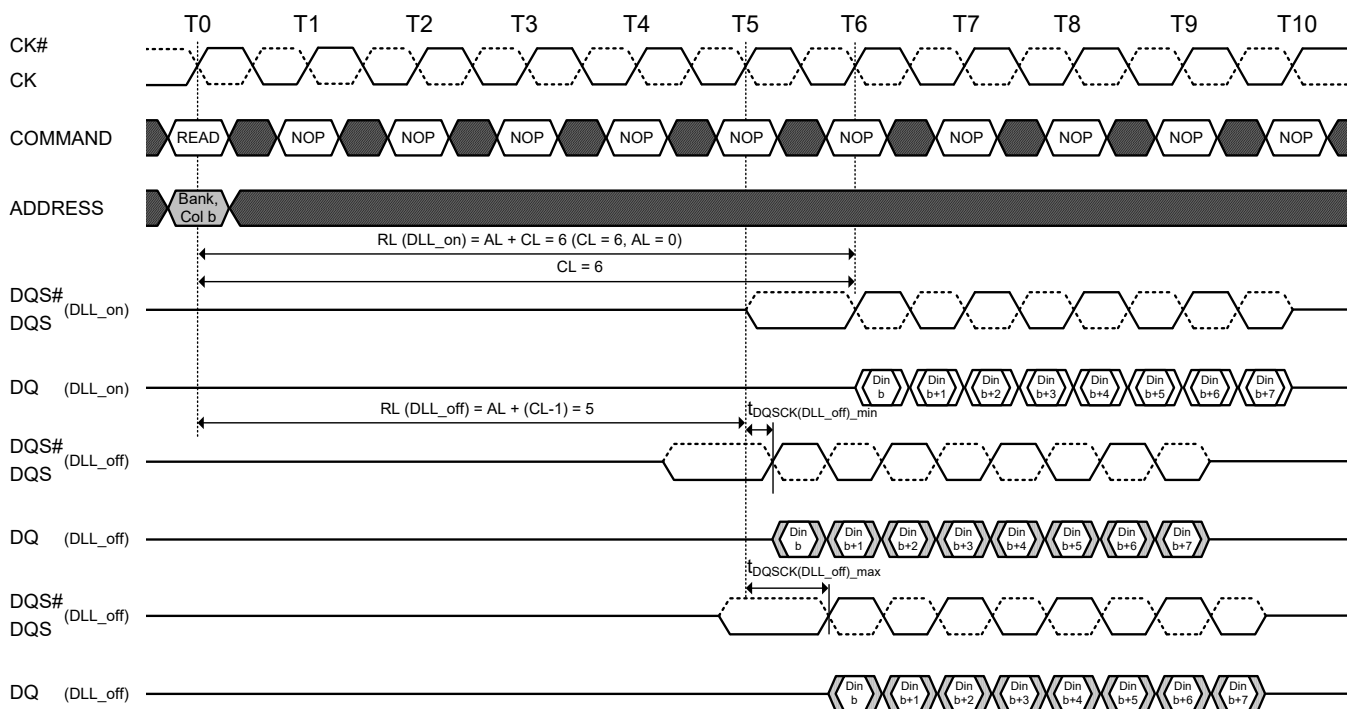 T0 T1 T2 T3 T4 T5 T6 T7 T8 T9 T10
CK#
CK
COMMAND READ NOP NOP NOP NOP NOP NOP NOP NOP NOP NOP
ADDRESS Bank,
Col b
RL (DLL_on) = AL + CL = 6 (CL = 6, AL = 0)
CL = 6
DQS# (DLL_on)
DQS
DQ (DLL_on) Din Din Din Din Din Din Din Din
b b+1 b+2 b+3 b+4 b+5 b+6 b+7
RL (DLL_off) = AL + (CL-1) = 5 tDQSCK(DLL_off)_min
DQS# (DLL_off)
DQS
DQ (DLL_off) Din Din Din Din Din Din Din Din
b b+1 b+2 b+3 b+4 b+5 b+6 b+7
tDQSCK(DLL_off)_max
DQS# (DLL_off)
DQS
DQ (DLL_off) Din Din Din Din Din Din Din Din
b b+1 b+2 b+3 b+4 b+5 b+6 b+7